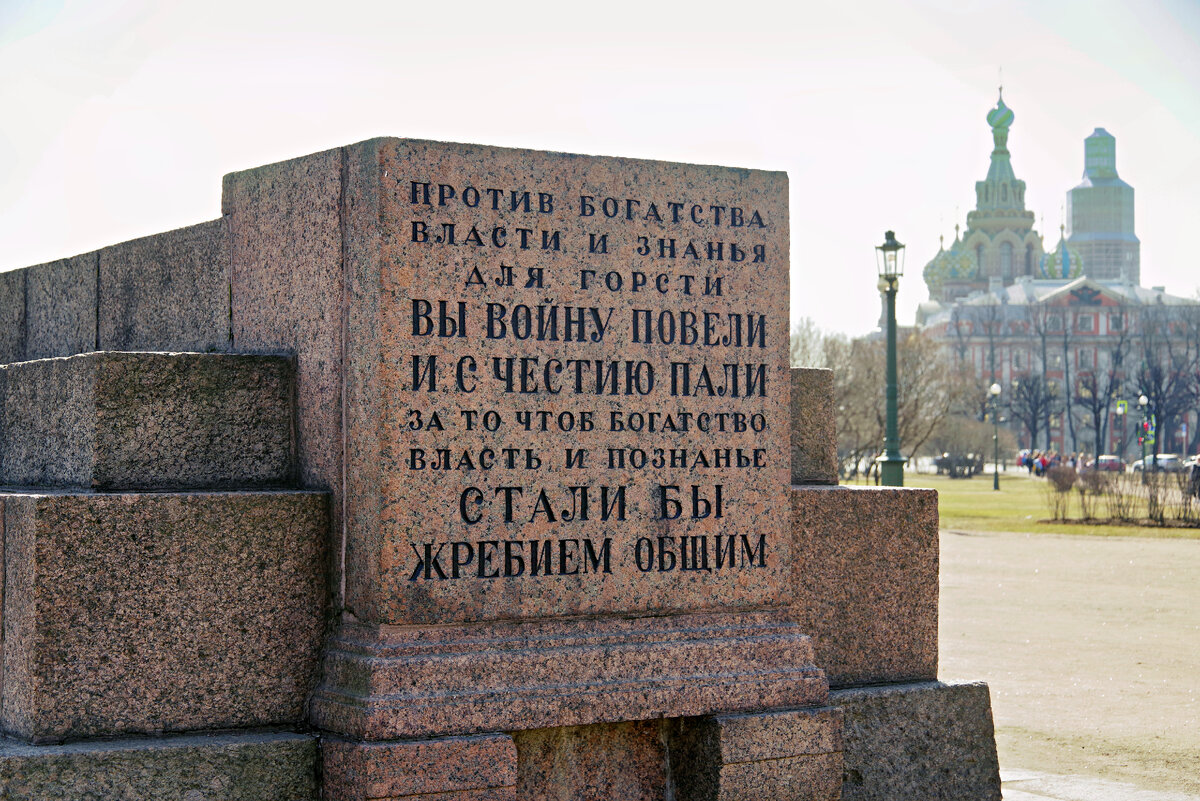 ПРОТИВ БОГАТСТВА
ВЛАСТИ И ЗНАНЬЯ
ДЛЯ ГОРСТИ
ВЫ ВОЙНУ ПОВЕЛИ
И С ЧЕСТИЮ ПАЛИ
ЗА ТО ЧТОБ БОГАТСТВО
ВЛАСТЬ И ПОЗНАНЬЕ
СТАЛИ БЫ
ЖРЕБИЕМ ОБЩИМ